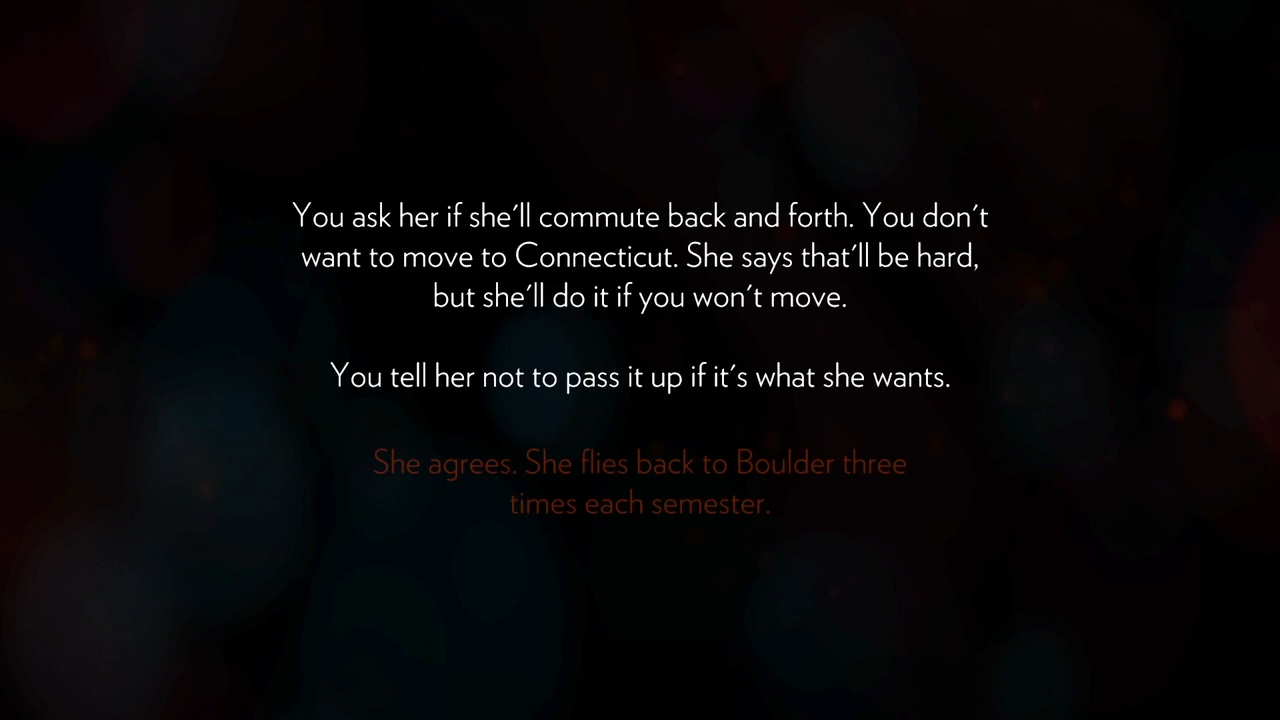 You ask her if she'll commute back and forth. You don't
want to move to Connecticut. She says that'll be hard,
but she'll do it if you won't move.
You tell her not to pass it up if it's what she wants.
She agrees. She flies back to Boulder three
times each semester.